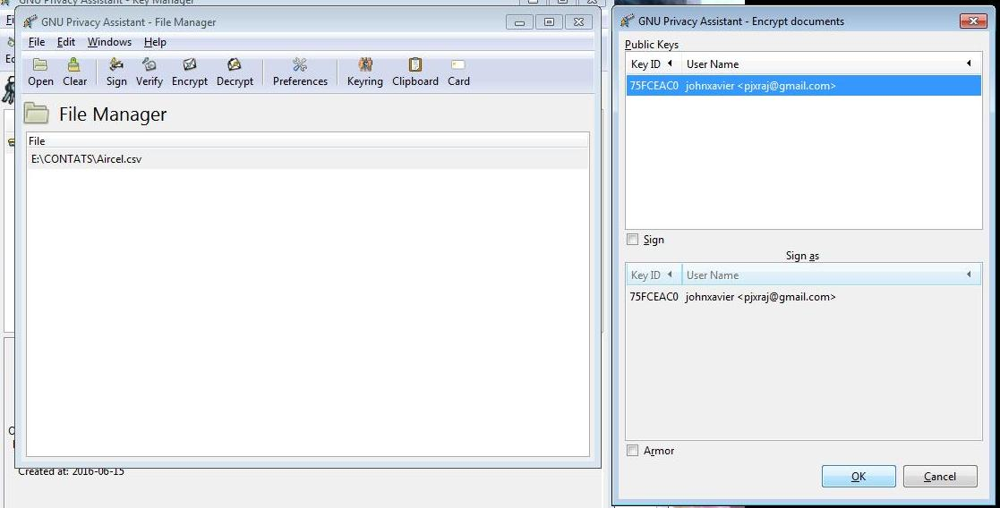 GNU Privacy Assistant - Key Manager
GNU Privacy Assistant - File Manager
File Edit Windows Help
Open Clear Sign Verify Encrypt Decrypt Preferences Keyring Clipboard Card
File Manager
File
E:\CONTATS\Aircel.csv
Created at: 2016-06-15
GNU Privacy Assistant - Encrypt documents
Public Keys
Key ID User Name
75FCEAC0 johnxavier <pjxraj@gmail.com>
Sign
Sign as
Key ID User Name
75FCEAC0 johnxavier <pjxraj@gmail.com>
Armor
OK Cancel